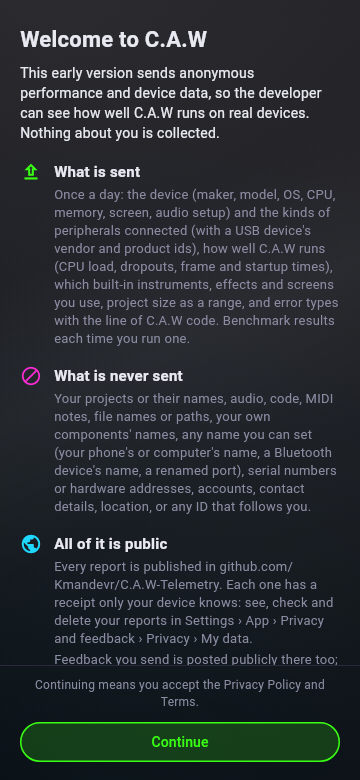 Welcome to C.A.W
This early version sends anonymous
performance and device data, so the developer
can see how well C.A.W runs on real devices.
Nothing about you is collected.
What is sent
Once a day: the device (maker, model, OS, CPU,
memory, screen, audio setup) and the kinds of
peripherals connected (with a USB device's
vendor and product ids), how well C.A.W runs
(CPU load, dropouts, frame and startup times),
which built-in instruments, effects and screens
you use, project size as a range, and error types
with the line of C.A.W code. Benchmark results
each time you run one.
What is never sent
Your projects or their names, audio, code, MIDI
notes, file names or paths, your own
components' names, any name you can set
(your phone's or computer's name, a Bluetooth
device's name, a renamed port), serial numbers
or hardware addresses, accounts, contact
details, location, or any ID that follows you.
All of it is public
Every report is published in github.com/
Kmandevr/C.A.W-Telemetry. Each one has a
receipt only your device knows: see, check and
delete your reports in Settings › App › Privacy
and feedback › Privacy › My data.
Feedback you send is posted publicly there too;
Continuing means you accept the Privacy Policy and
Terms.
Continue